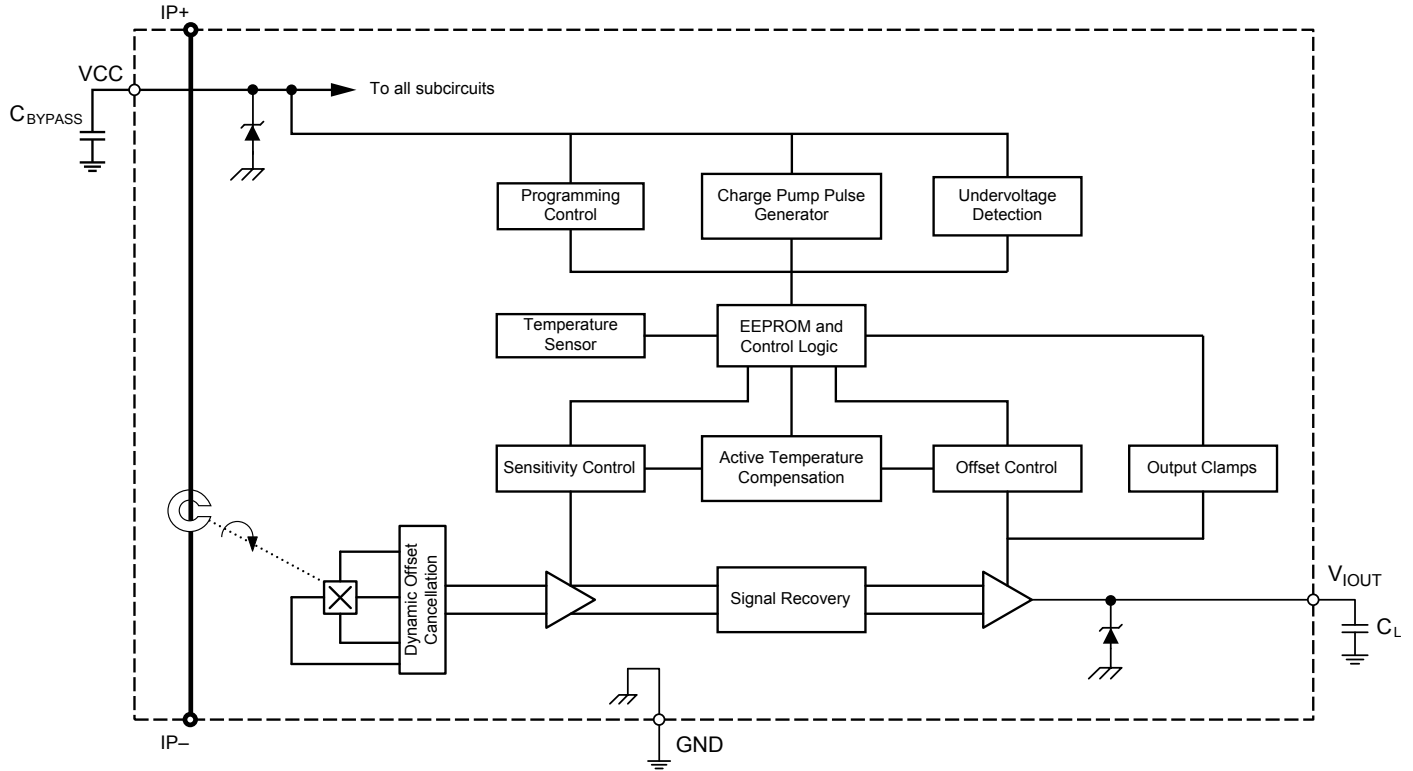 IP+
VCC
To all subcircuits
CBYPASS
Programming
Control
Charge Pump Pulse
Generator
Undervoltage
Detection
Temperature
Sensor
EEPROM and
Control Logic
Sensitivity Control
Active Temperature
Compensation
Offset Control
Output Clamps
Dynamic Offset
Cancellation
Signal Recovery
VIOUT
CL
GND
IP–